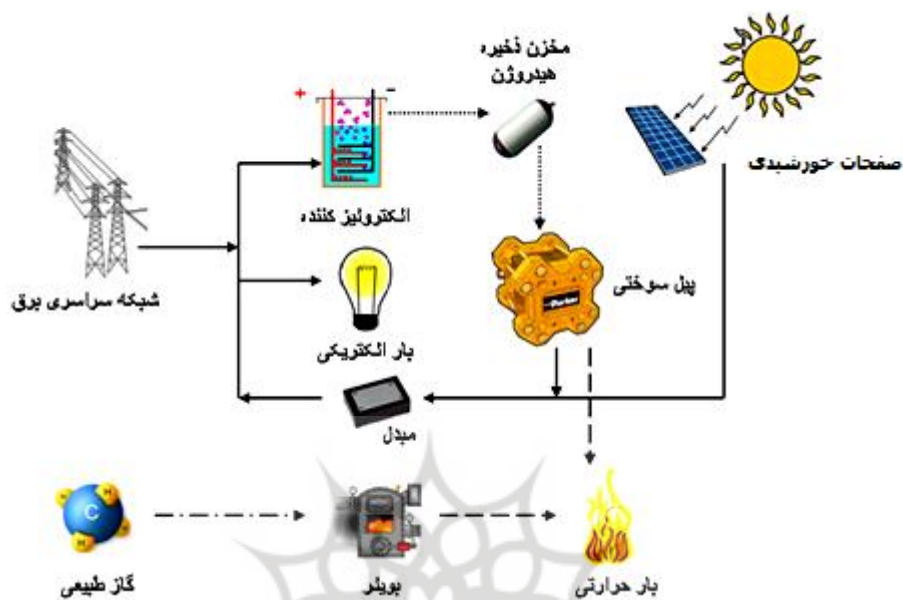 مخزن ذخیره
هیدروژن
+
−
صفحات خورشیدی
الکترولیز کننده
شبکه سراسری برق
پیل سوختی
Parker
بار الکتریکی
مبدل
H
H
C
H
H
گاز طبیعی
بویلر
بار حرارتی